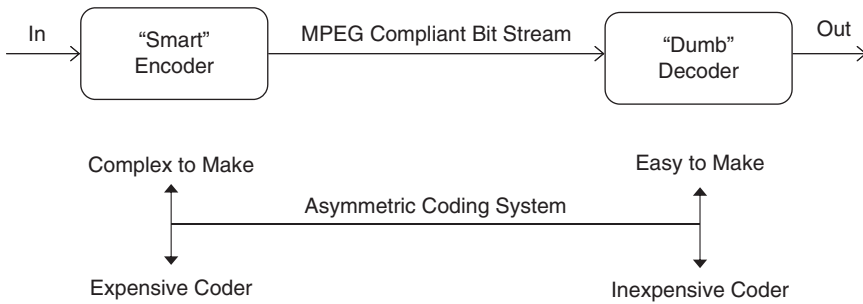 In
“Smart”
Encoder
MPEG Compliant Bit Stream
“Dumb”
Decoder
Out
Complex to Make
Easy to Make
Asymmetric Coding System
Expensive Coder
Inexpensive Coder